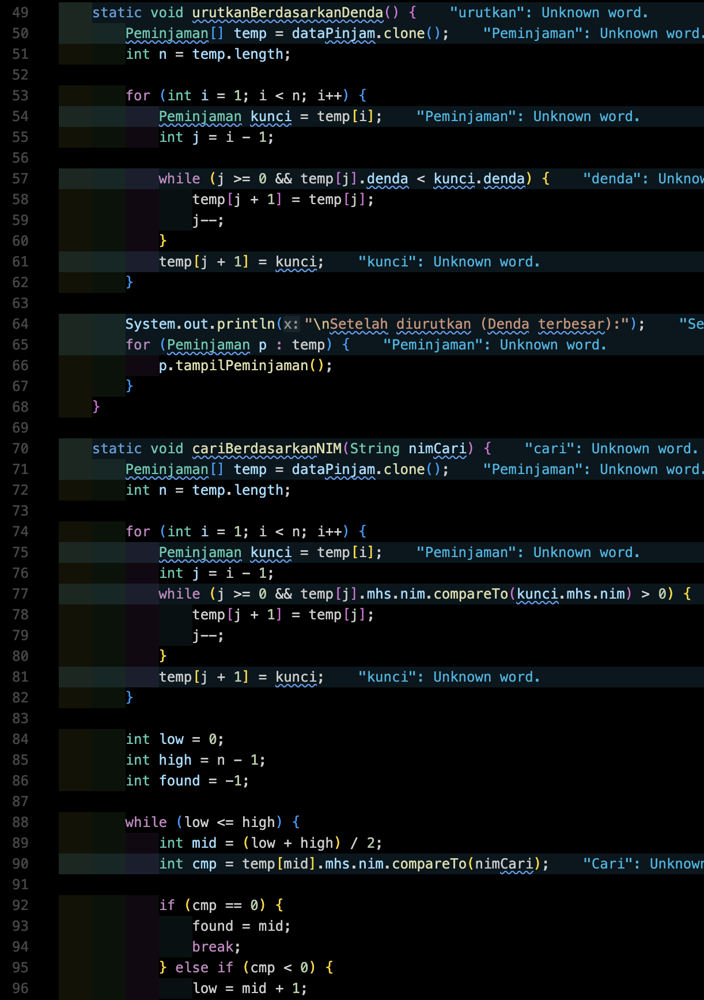 49 static void urutkanBerdasarkanDenda() { "urutkan": Unknown word.
50 Peminjaman[] temp = dataPinjam.clone(); "Peminjaman": Unknown word.
51 int n = temp.length;
52
53 for (int i = 1; i < n; i++) {
54 Peminjaman kunci = temp[i]; "Peminjaman": Unknown word.
55 int j = i - 1;
56
57 while (j >= 0 && temp[j].denda < kunci.denda) { "denda": Unknow
58 temp[j + 1] = temp[j];
59 j--;
60 }
61 temp[j + 1] = kunci; "kunci": Unknown word.
62 }
63
64 System.out.println(x: "\nSetelah diurutkan (Denda terbesar):"); "Se
65 for (Peminjaman p : temp) { "Peminjaman": Unknown word.
66 p.tampilPeminjaman();
67 }
68 }
69
70 static void cariBerdasarkanNIM(String nimCari) { "cari": Unknown word.
71 Peminjaman[] temp = dataPinjam.clone(); "Peminjaman": Unknown word.
72 int n = temp.length;
73
74 for (int i = 1; i < n; i++) {
75 Peminjaman kunci = temp[i]; "Peminjaman": Unknown word.
76 int j = i - 1;
77 while (j >= 0 && temp[j].mhs.nim.compareTo(kunci.mhs.nim) > 0) {
78 temp[j + 1] = temp[j];
79 j--;
80 }
81 temp[j + 1] = kunci; "kunci": Unknown word.
82 }
83
84 int low = 0;
85 int high = n - 1;
86 int found = -1;
87
88 while (low <= high) {
89 int mid = (low + high) / 2;
90 int cmp = temp[mid].mhs.nim.compareTo(nimCari); "Cari": Unknown
91
92 if (cmp == 0) {
93 found = mid;
94 break;
95 } else if (cmp < 0) {
96 low = mid + 1;